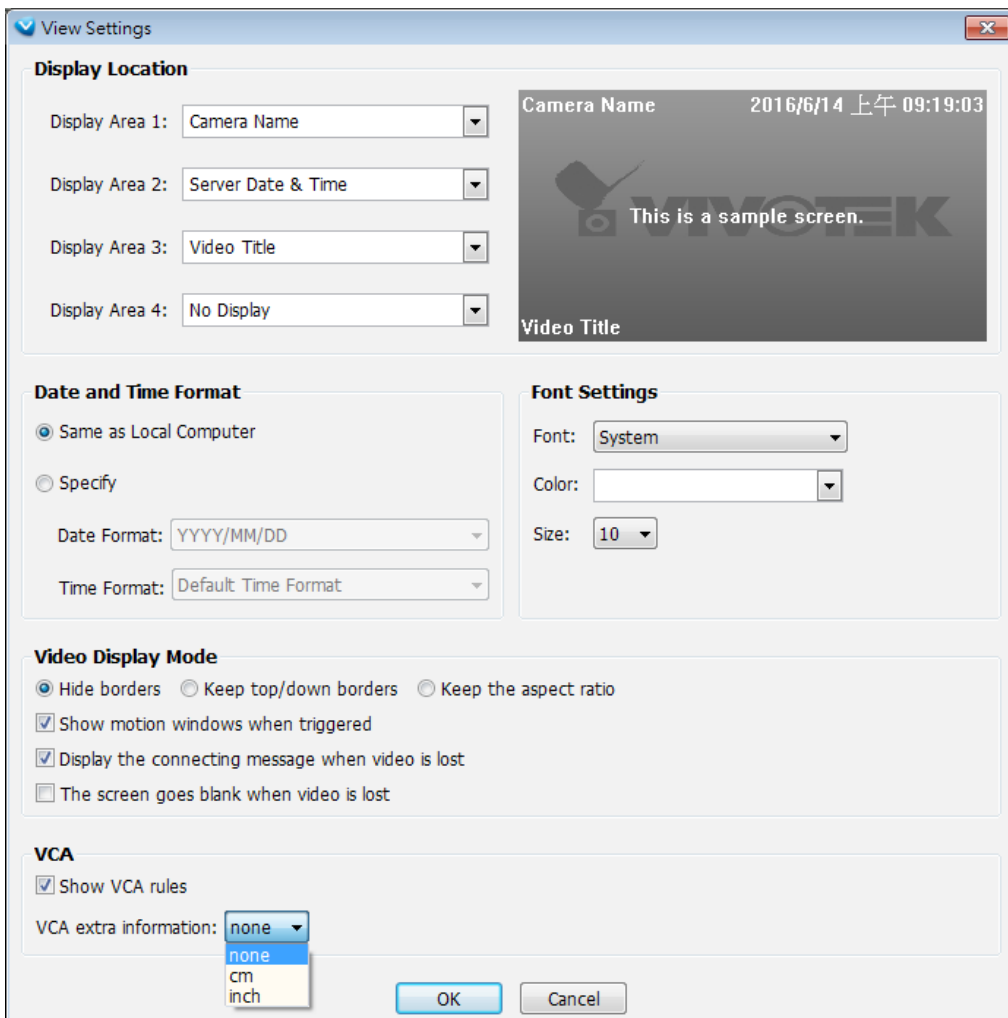 View Settings
Display Location
Display Area 1: Camera Name
Display Area 2: Server Date & Time
Display Area 3: Video Title
Display Area 4: No Display
Camera Name 2016/6/14 上午 09:19:03
VIVOTEK
This is a sample screen.
Video Title
Date and Time Format
Same as Local Computer
Specify
Date Format: YYYY/MM/DD
Time Format: Default Time Format
Font Settings
Font: System
Color:
Size: 10
Video Display Mode
Hide borders Keep top/down borders Keep the aspect ratio
Show motion windows when triggered
Display the connecting message when video is lost
The screen goes blank when video is lost
VCA
Show VCA rules
VCA extra information: none
none
cm
inch
OK Cancel